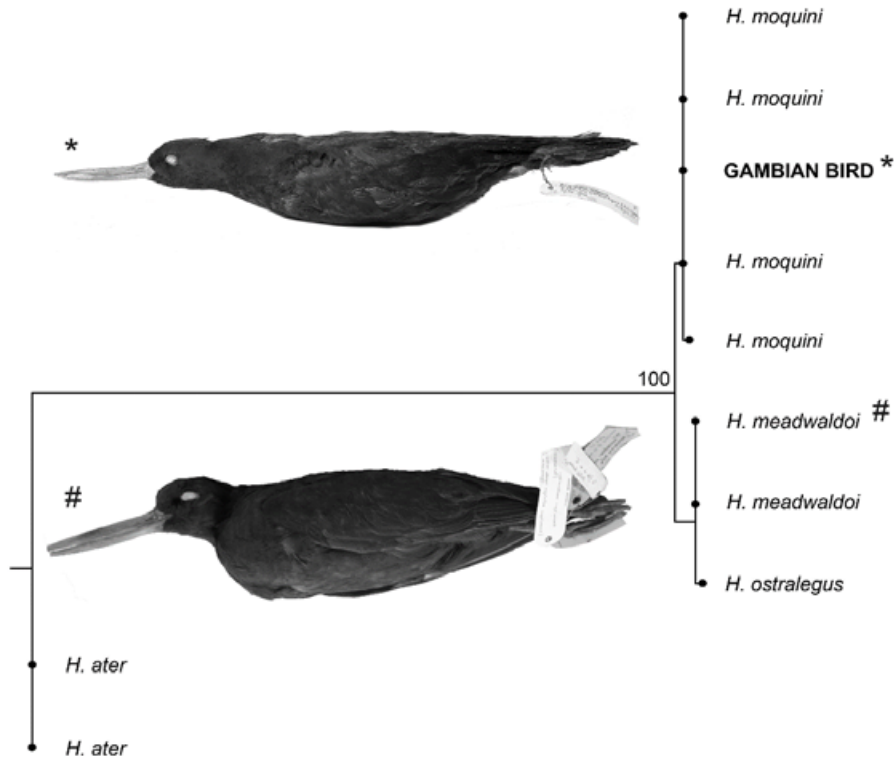 H. moquini
H. moquini
*
GAMBIAN BIRD *
H. moquini
H. moquini
100
H. meadwaldoi #
#
H. meadwaldoi
H. ostralegus
H. ater
H. ater